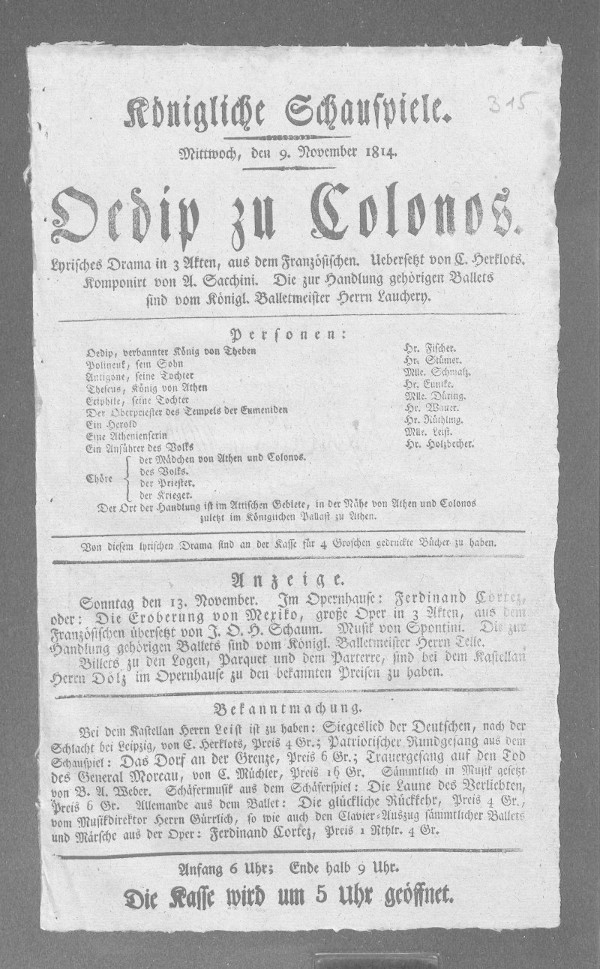 315
Königliche Schauspiele.
Mittwoch, den 9. November 1814.
Oedip zu Colonos.
Lyrisches Drama in 3 Akten, aus dem Französischen. Uebersetzt von C. Herklots.
Komponirt von A. Sacchini. Die zur Handlung gehörigen Ballets
sind vom Königl. Balletmeister Herrn Lauchery.
Personen:
Oedip, verbannter König von Theben Hr. Fischer.
Polineuk, sein Sohn Hr. Stümer.
Antigone, seine Tochter Mlle. Schmalz.
Theseus, König von Athen Hr. Eunike.
Eriphile, seine Tochter Mlle. Düring.
Der Oberpriester des Tempels der Eumeniden Hr. Wauer.
Ein Herold Hr. Rüthling.
Eine Athenienserin Mlle. Leist.
Ein Anführer des Volks Hr. Holzbecher.
Chöre der Mädchen von Athen und Colonos.
des Volks.
der Priester.
der Krieger.
Der Ort der Handlung ist im Attischen Gebiete, in der Nähe von Athen und Colonos
zuletzt im Königlichen Pallast zu Athen.
Von diesem lyrischen Drama sind an der Kasse für 4 Groschen gedruckte Bücher zu haben.
Anzeige.
Sonntag den 13. November. Im Opernhause: Ferdinand Cortez,
oder: Die Eroberung von Mexiko, große Oper in 3 Akten, aus dem
Französischen übersetzt von J. O. H. Schaum. Musik von Spontini. Die zur
Handlung gehörigen Ballets sind vom Königl. Balletmeister Herrn Telle.
Billets zu den Logen, Parquet und dem Parterre, sind bei dem Kastellan
Herrn Dölz im Opernhause zu den bekannten Preisen zu haben.
Bekanntmachung.
Bei dem Kastellan Herrn Leist ist zu haben: Siegeslied der Deutschen, nach der
Schlacht bei Leipzig, von C. Herklots, Preis 4 Gr.; Patriotischer Rundgesang aus dem
Schauspiel: Das Dorf an der Grenze, Preis 6 Gr.; Trauergesang auf den Tod
des General Moreau, von C. Müchler, Preis 16 Gr. Sämmtlich in Musik gesetzt
von B. A. Weber. Schäfermusik aus dem Schäferspiel: Die Laune des Verliebten,
Preis 6 Gr. Allemande aus dem Ballet: Die glückliche Rückkehr, Preis 4 Gr.,
vom Musikdirektor Herrn Gürrlich, so wie auch den Clavier-Auszug sämmtlicher Ballets
und Märsche aus der Oper: Ferdinand Cortez, Preis 1 Rthlr. 4 Gr.
Anfang 6 Uhr; Ende halb 9 Uhr.
Die Kasse wird um 5 Uhr geöffnet.